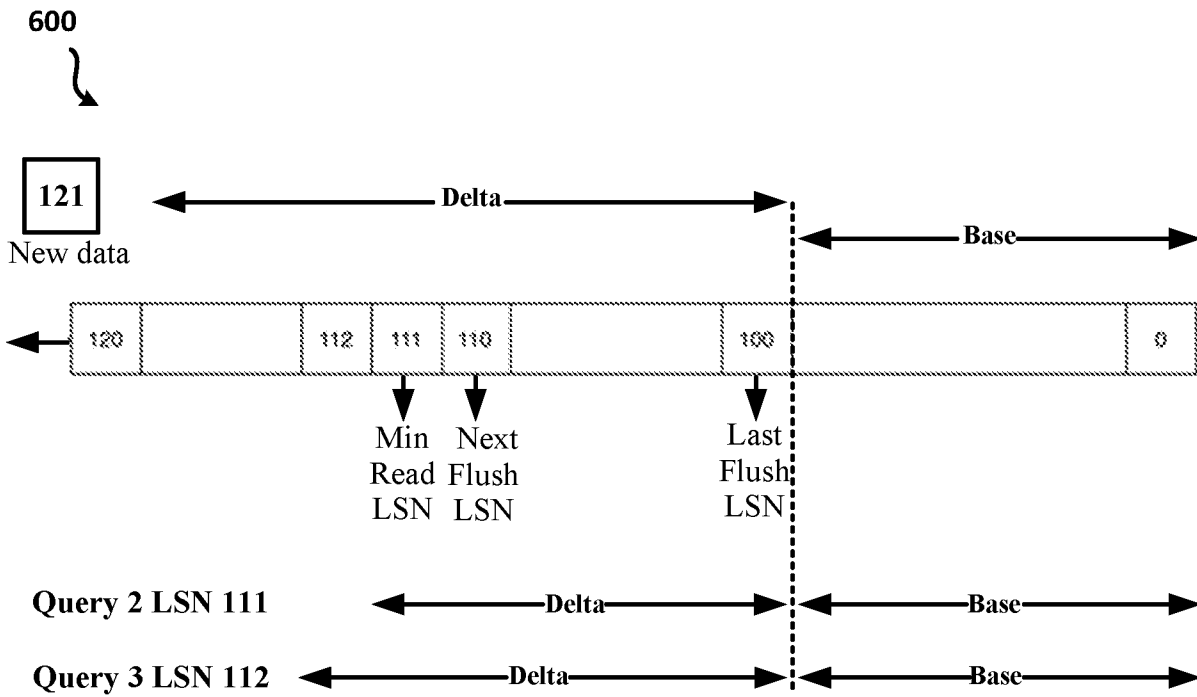 600
121
New data
Delta
Base
120 112 111 110 100 0
Min Read LSN
Next Flush LSN
Last Flush LSN
Query 2 LSN 111 Delta Base
Query 3 LSN 112 Delta Base